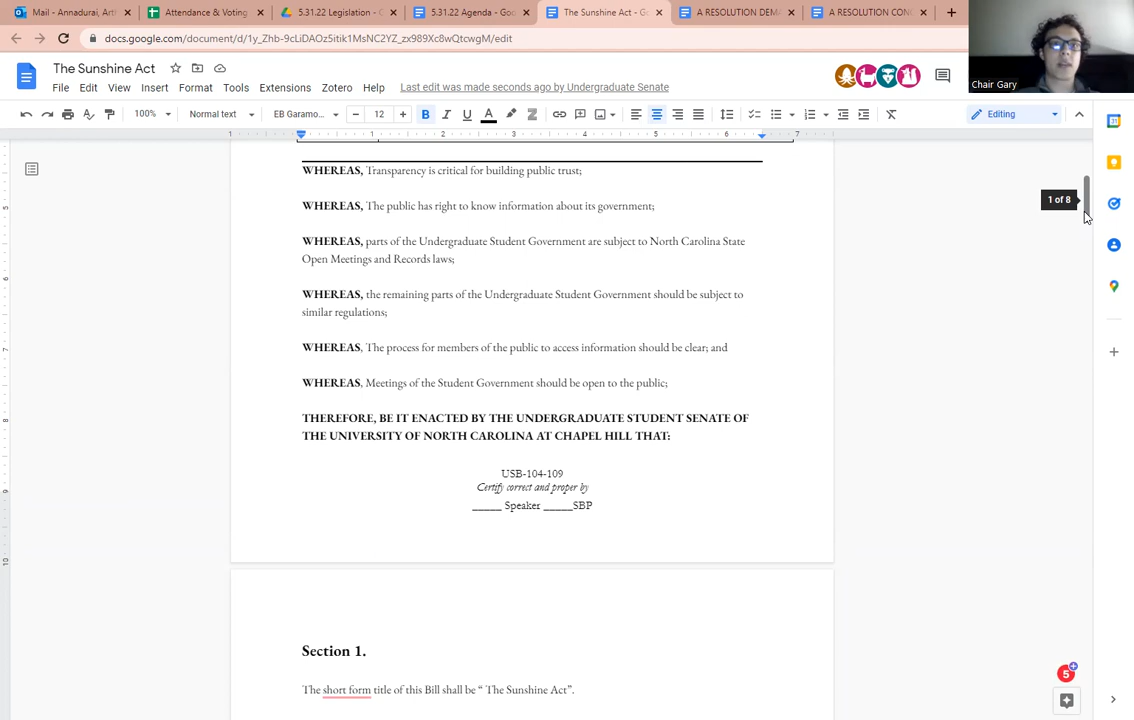 Mail - Annadurai, Arti
Attendance & Voting
5.31.22 Legislation - G
5.31.22 Agenda - Goo
The Sunshine Act - Go
A RESOLUTION DEM
A RESOLUTION CON
docs.google.com/document/d/1y_Zhb-9cLiDAOz5itik1MsNC2YZ_zx989Xc8wQtcwgM/edit
Chair Gary
The Sunshine Act
File Edit View Insert Format Tools Extensions Zotero Help Last edit was made seconds ago by Undergraduate Senate
100% Normal text EB Garamo... 12 B I U A Editing
1 1 2 3 4 5 6 7
WHEREAS, Transparency is critical for building public trust;
1 of 8
WHEREAS, The public has right to know information about its government;
WHEREAS, parts of the Undergraduate Student Government are subject to North Carolina State
Open Meetings and Records laws;
WHEREAS, the remaining parts of the Undergraduate Student Government should be subject to
similar regulations;
WHEREAS, The process for members of the public to access information should be clear; and
WHEREAS, Meetings of the Student Government should be open to the public;
THEREFORE, BE IT ENACTED BY THE UNDERGRADUATE STUDENT SENATE OF
THE UNIVERSITY OF NORTH CAROLINA AT CHAPEL HILL THAT:
USB-104-109
Certify correct and proper by
_____ Speaker _____SBP
Section 1.
5
The short form title of this Bill shall be “ The Sunshine Act”.